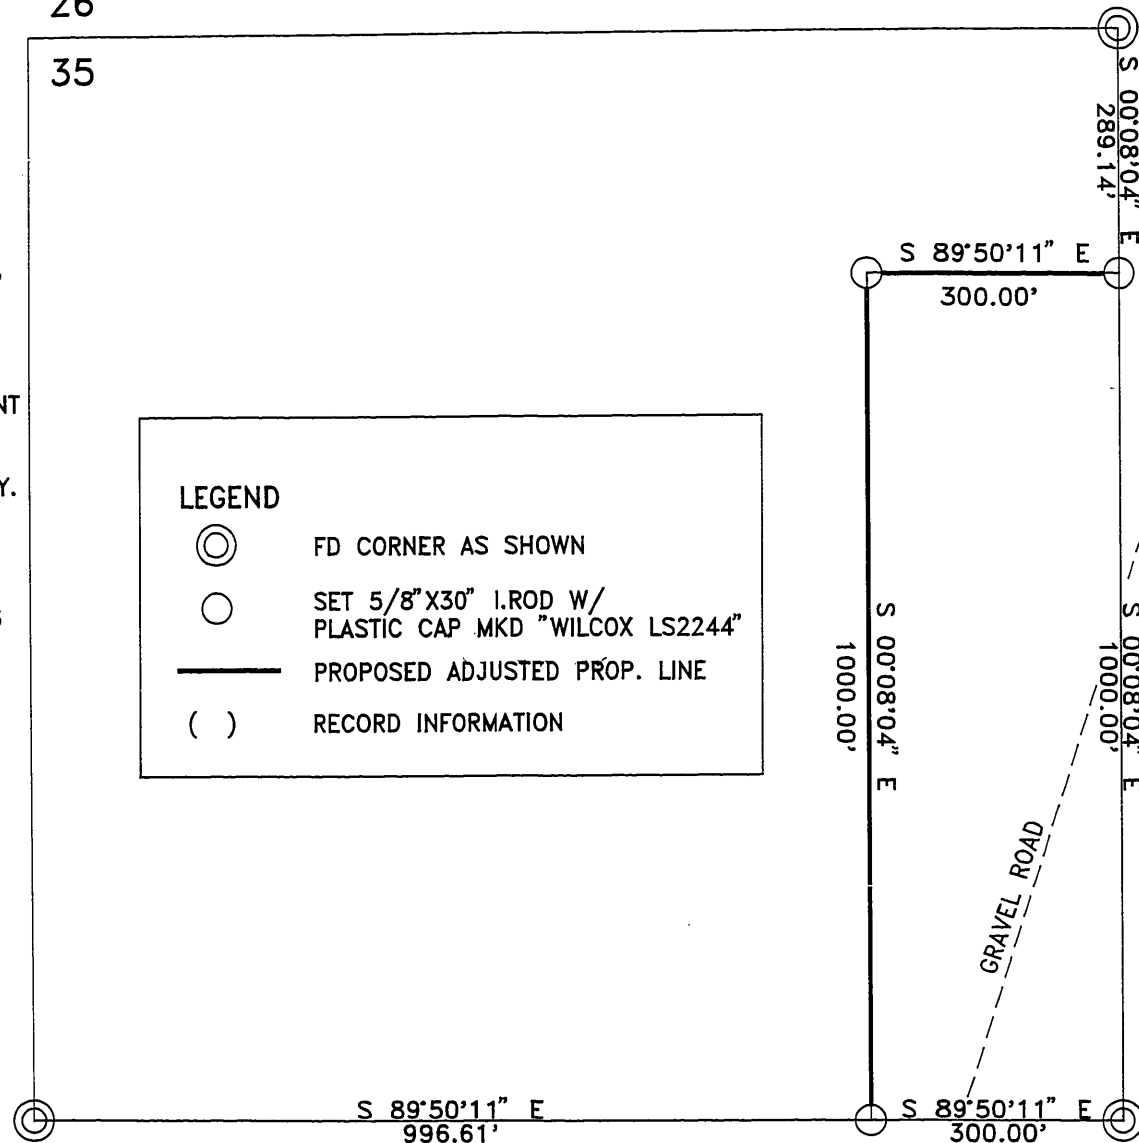 26
35
S 00°08'04" E
289.14'
S 89°50'11" E
300.00'
NT
Y.
LEGEND
FD CORNER AS SHOWN
SET 5/8"X30" I.ROD W/
PLASTIC CAP MKD "WILCOX LS2244"
PROPOSED ADJUSTED PROP. LINE
( ) RECORD INFORMATION
S 00°08'04" E
1000.00'
S 00°08'04" E
1000.00'
GRAVEL ROAD
S 89°50'11" E
996.61'
S 89°50'11" E
300.00'